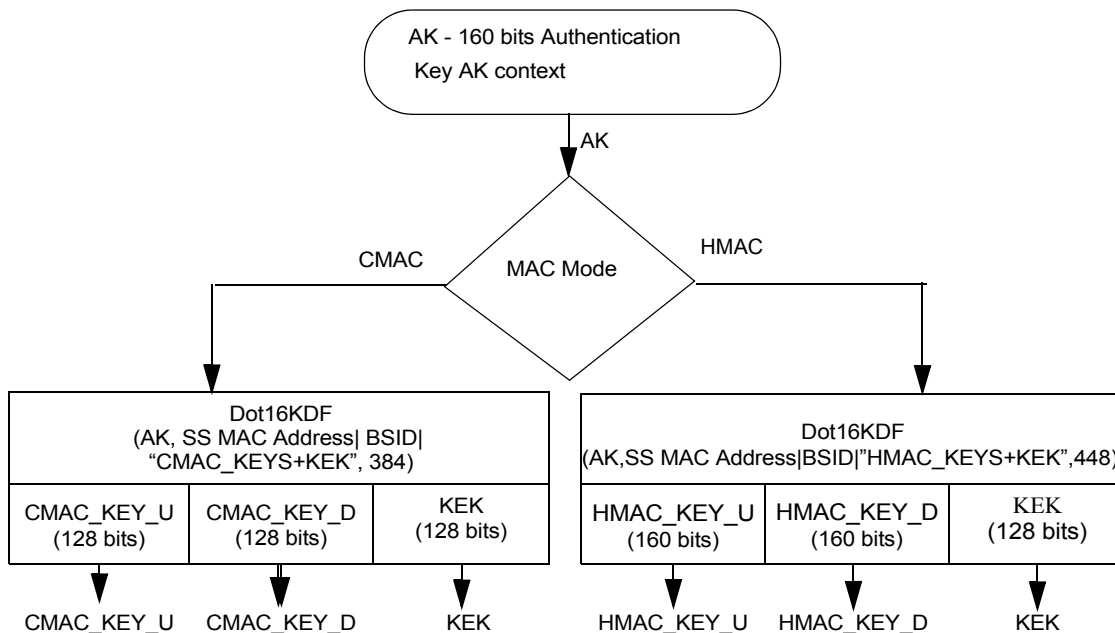 AK - 160 bits Authentication
Key AK context
AK
CMAC
MAC Mode
HMAC
Dot16KDF
(AK, SS MAC Address| BSID|
“CMAC_KEYS+KEK”, 384)
CMAC_KEY_U
(128 bits)
CMAC_KEY_D
(128 bits)
KEK
(128 bits)
Dot16KDF
(AK,SS MAC Address|BSID|”HMAC_KEYS+KEK”,448)
HMAC_KEY_U
(160 bits)
HMAC_KEY_D
(160 bits)
KEK
(128 bits)
CMAC_KEY_U
CMAC_KEY_D
KEK
HMAC_KEY_U
HMAC_KEY_D
KEK